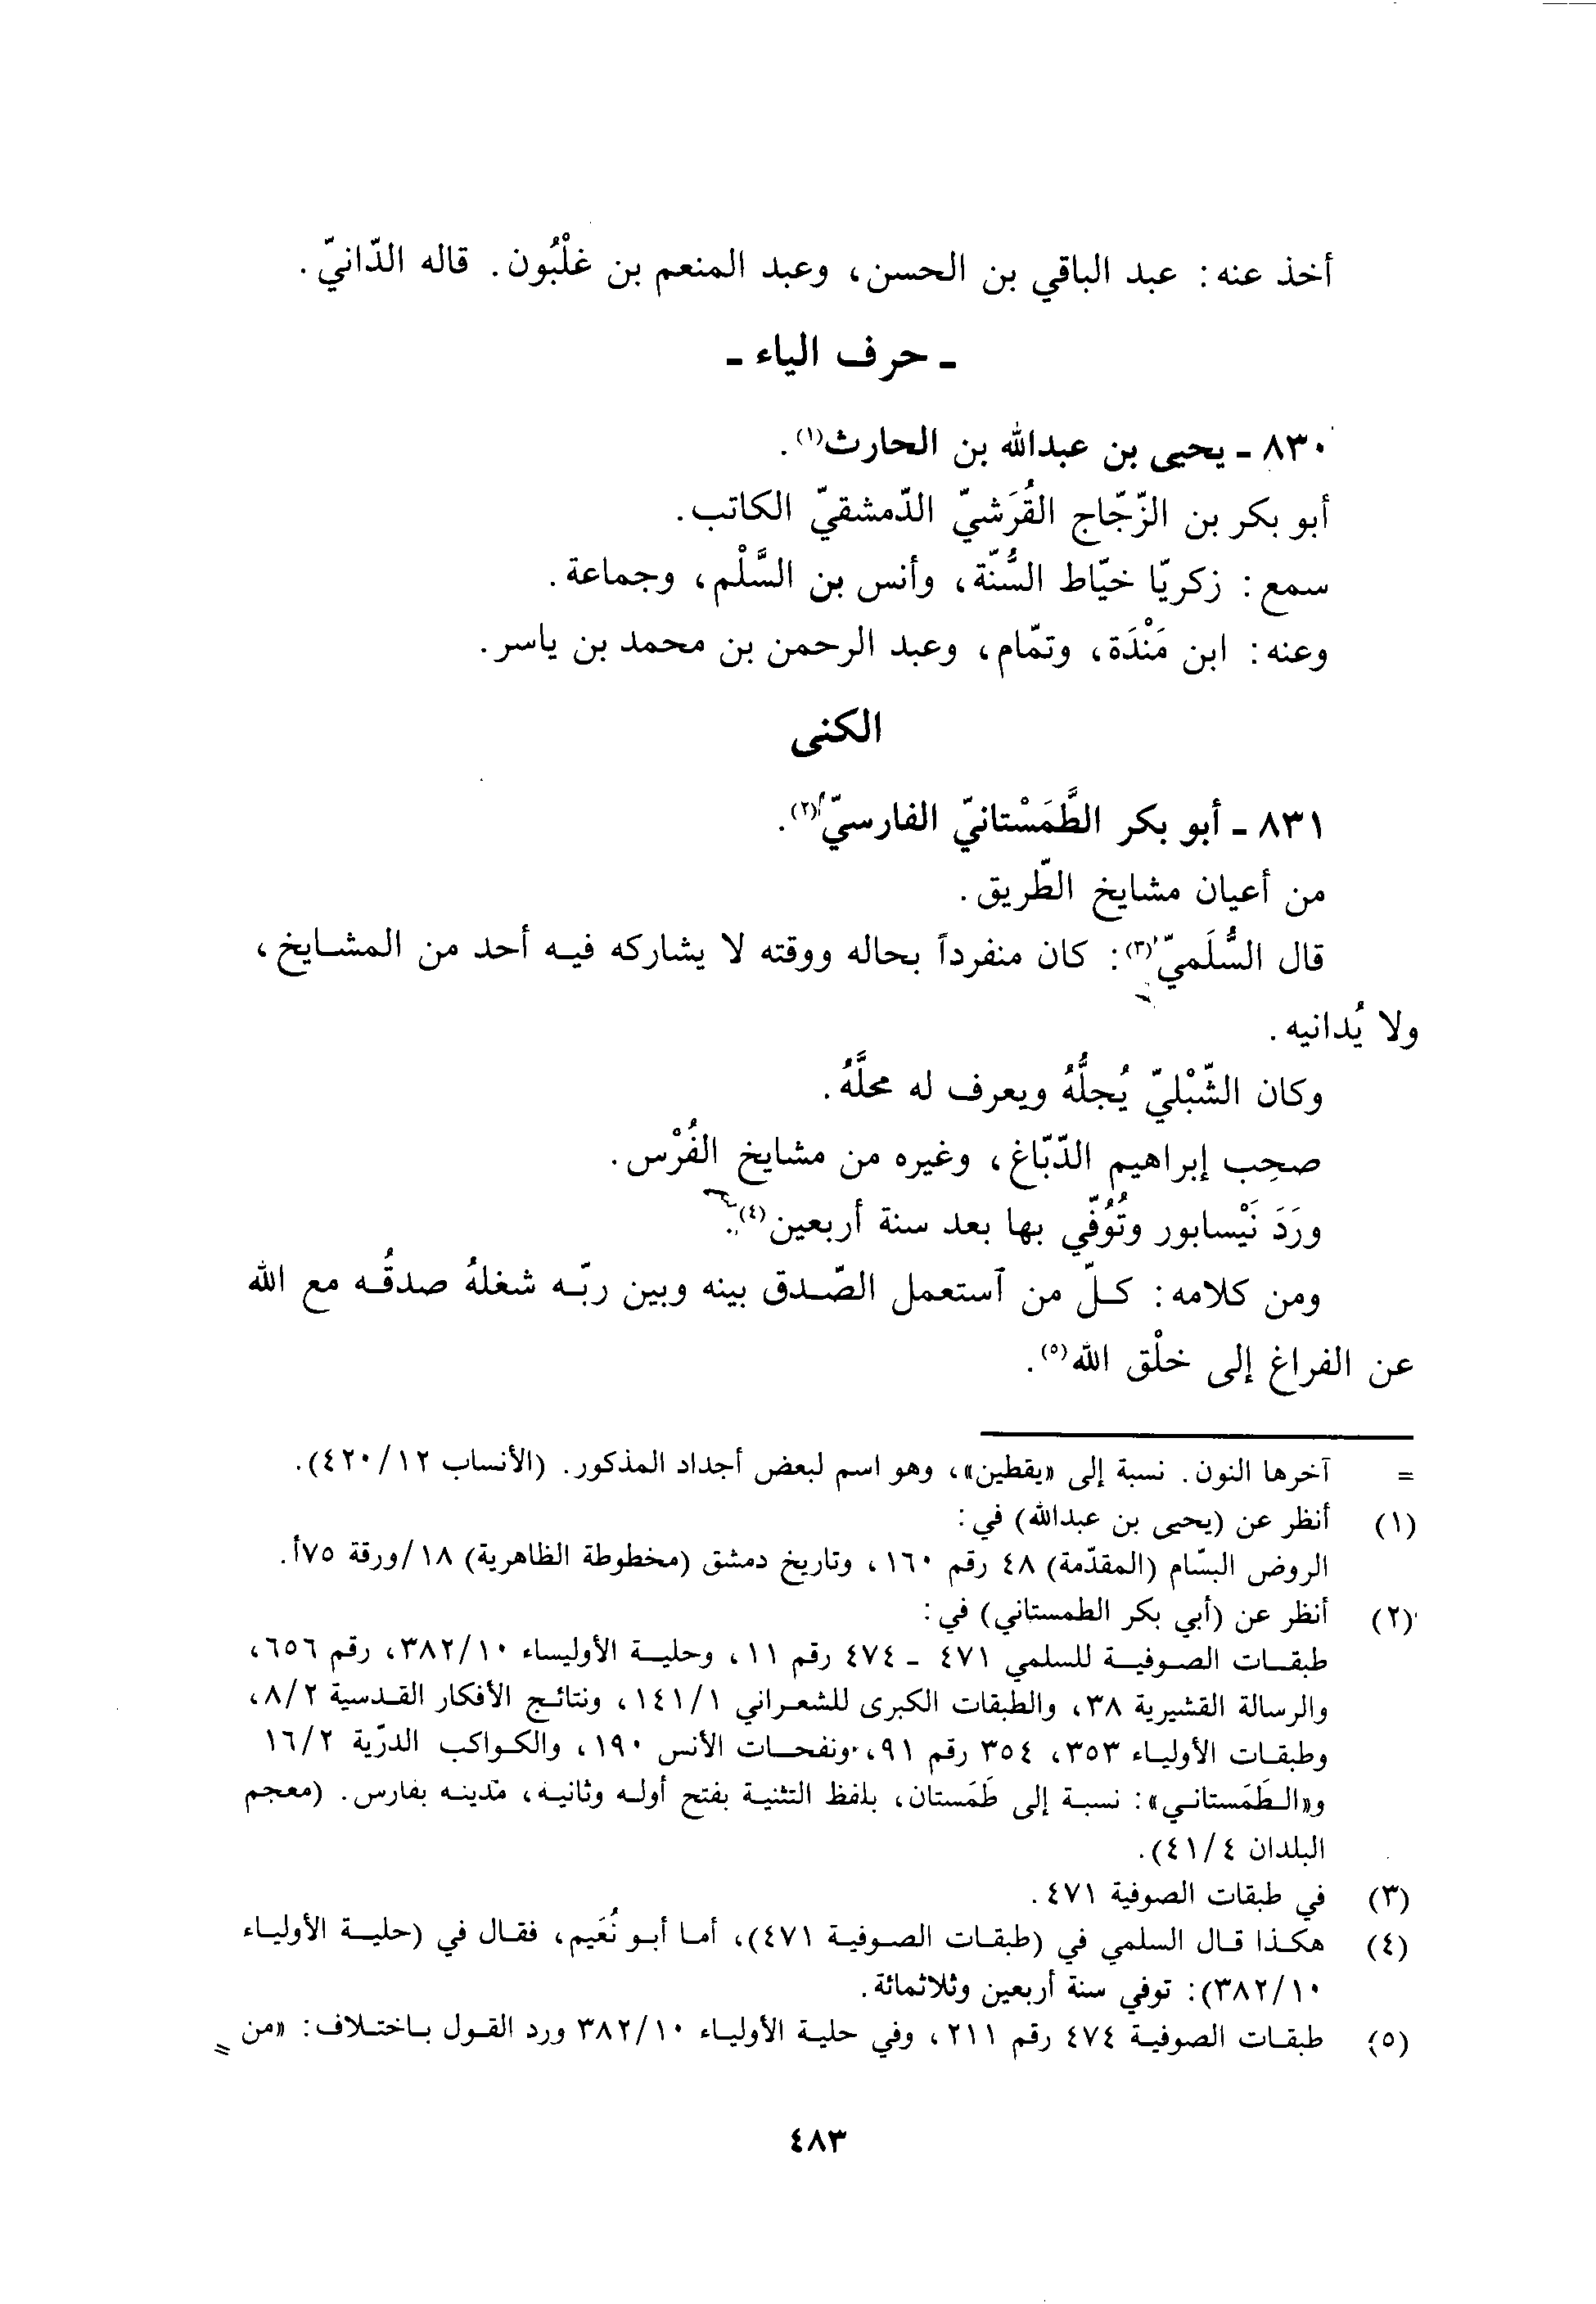 أخذ عنه: عبد الباقي بن الحسن، وعبد المنعم بن غلْبُون. قاله الدّانيّ.
ـ حرف الياء ـ
٨٣٠ ـ يحيى بن عبدالله بن الحارث(١).
أبو بكر بن الزّجّاج القُرَشيّ الدّمشقيّ الكاتب.
سمع: زكريّا خيّاط السُّنّة، وأنس بن السَّلْم، وجماعة.
وعنه: ابن مَنْدَة، وتمّام، وعبد الرحمن بن محمد بن ياسر.
الكنى
٨٣١ ـ أبو بكر الطَّمَسْتانيّ الفارسيّ(٢).
من أعيان مشايخ الطّريق.
قال السُّلَميّ(٣): كان منفرداً بحاله ووقته لا يشاركه فيه أحد من المشايخ،
ولا يُدانيه.
وكان الشّبْليّ يُجلُّهُ ويعرف له محلَّهُ.
صحِب إبراهيم الدّبّاغ، وغيره من مشايخ الفُرْس.
ورَدَ نَيْسابور وتُوُفّي بها بعد سنة أربعين(٤).
ومن كلامه: كلّ من آستعمل الصّدق بينه وبين ربّه شغلهُ صدقُه مع الله
عن الفراغ إلى خلْق الله(٥).
= آخرها النون. نسبة إلى «يقطين»، وهو اسم لبعض أجداد المذكور. (الأنساب ٤٢٠/١٢).
(١) أنظر عن (يحيى بن عبدالله) في:
الروض البسّام (المقدّمة) ٤٨ رقم ١٦٠، وتاريخ دمشق (مخطوطة الظاهرية) ١٨/ورقة ٧٥أ.
(٢) أنظر عن (أبي بكر الطمستاني) في:
طبقات الصوفية للسلمي ٤٧١ ـ ٤٧٤ رقم ١١، وحلية الأوليساء ٣٨٢/١٠، رقم ٦٥٦،
والرسالة القشيرية ٣٨، والطبقات الكبرى للشعراني ١٤١/١، ونتائج الأفكار القدسية ٨/٢،
وطبقات الأولياء ٣٥٣، ٣٥٤ رقم ٩١، ونفحات الأنس ١٩٠، والكواكب الدرّية ١٦/٢
و«الطَمَستاني»: نسبة إلى طَمَستان، بلفظ التثنية بفتح أوله وثانيه، مدينه بفارس. (معجم
البلدان ٤١/٤).
(٣) في طبقات الصوفية ٤٧١.
(٤) هكذا قال السلمي في (طبقات الصوفية ٤٧١)، أما أبو نُعَيم، فقال في (حلية الأولياء
٣٨٢/١٠): توفي سنة أربعين وثلاثمائة.
(٥) طبقات الصوفية ٤٧٤ رقم ٢١١، وفي حلية الأولياء ٣٨٢/١٠ ورد القول باختلاف: «من =
٤٨٣